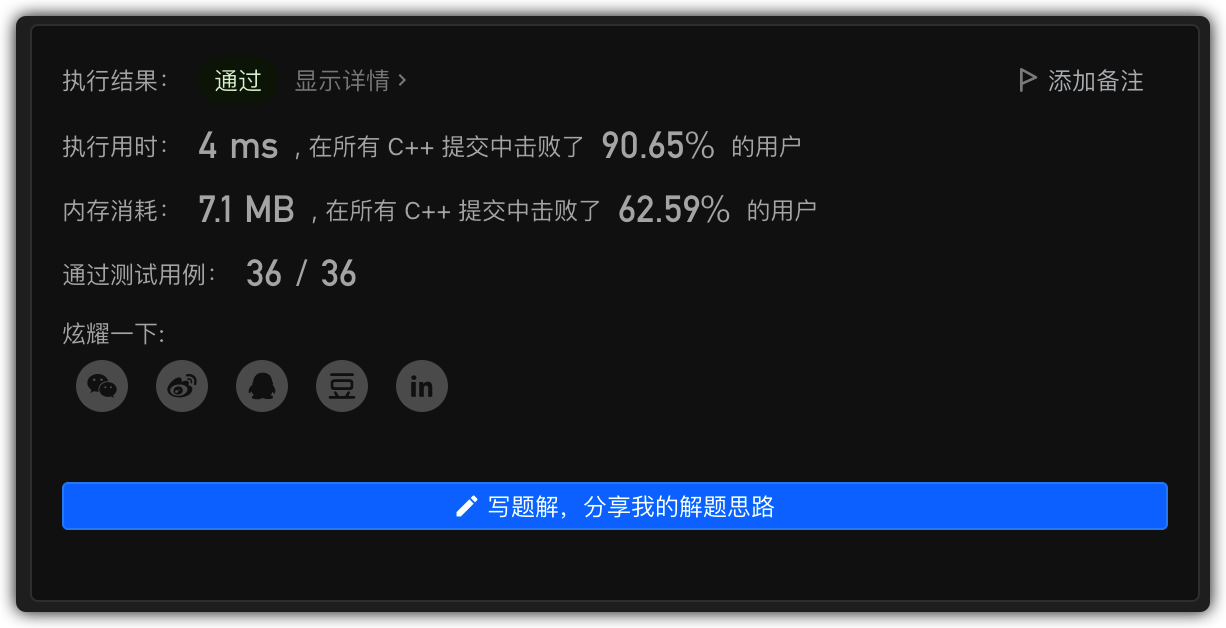 执行结果： 通过 显示详情 > 添加备注
执行用时： 4 ms , 在所有 C++ 提交中击败了 90.65% 的用户
内存消耗： 7.1 MB , 在所有 C++ 提交中击败了 62.59% 的用户
通过测试用例： 36 / 36
炫耀一下:
豆 in
写题解，分享我的解题思路